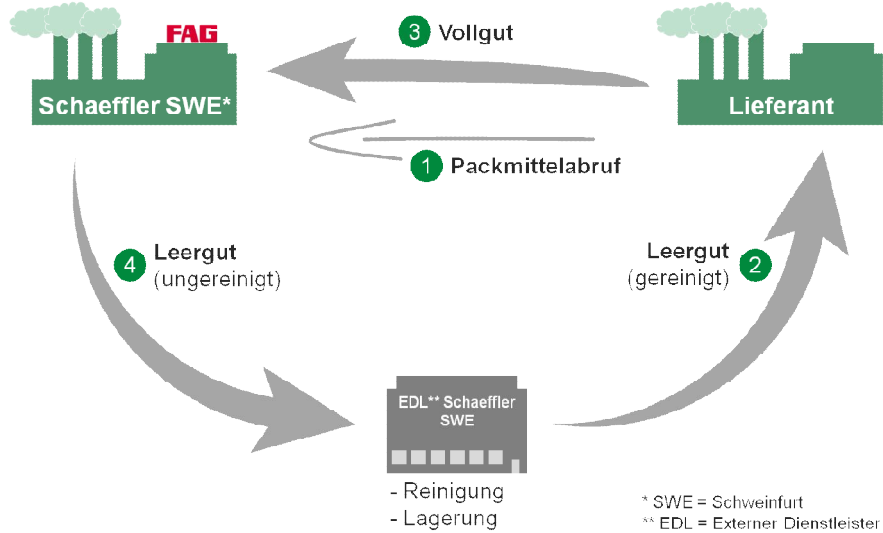 FAG
3 Vollgut
Schaeffler SWE*
Lieferant
1 Packmittelabruf
4 Leergut
(ungereinigt)
Leergut
(gereinigt) 2
EDL** Schaeffler
SWE
- Reinigung
- Lagerung
* SWE = Schweinfurt
** EDL = Externer Dienstleister